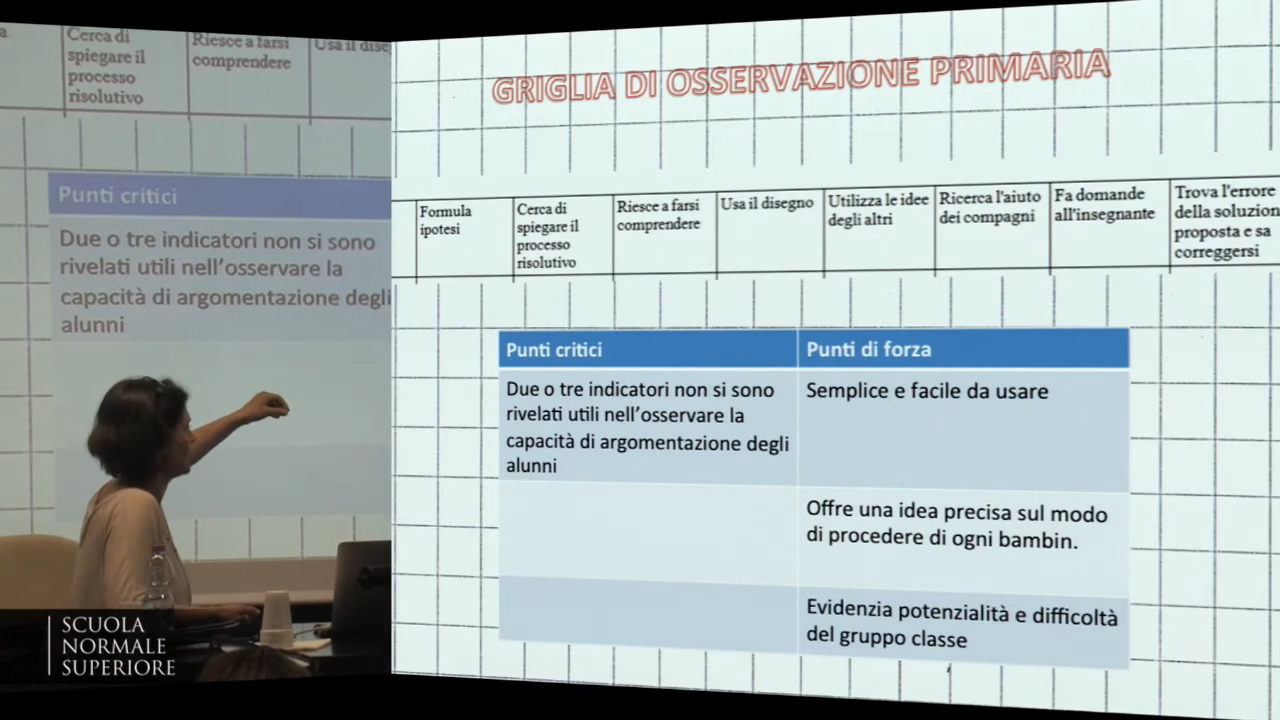 Cerca di
spiegare il
processo
risolutivo
Riesce a farsi
comprendere
Usa il dise
Punti critici
Due o tre indicatori non si sono
rivelati utili nell'osservare la
capacità di argomentazione degli
alunni
SCUOLA
NORMALE
SUPERIORE
GRIGLIA DI OSSERVAZIONE PRIMARIA
Formula
ipotesi
Cerca di
spiegare il
processo
risolutivo
Riesce a farsi
comprendere
Usa il disegno
Utilizza le idee
degli altri
Ricerca l'aiuto
dei compagni
Fa domande
all'insegnante
Trova l'errore
della soluzion
proposta e sa
correggersi
Punti critici
Punti di forza
Due o tre indicatori non si sono
rivelati utili nell'osservare la
capacità di argomentazione degli
alunni
Semplice e facile da usare
Offre una idea precisa sul modo
di procedere di ogni bambin.
Evidenzia potenzialità e difficoltà
del gruppo classe